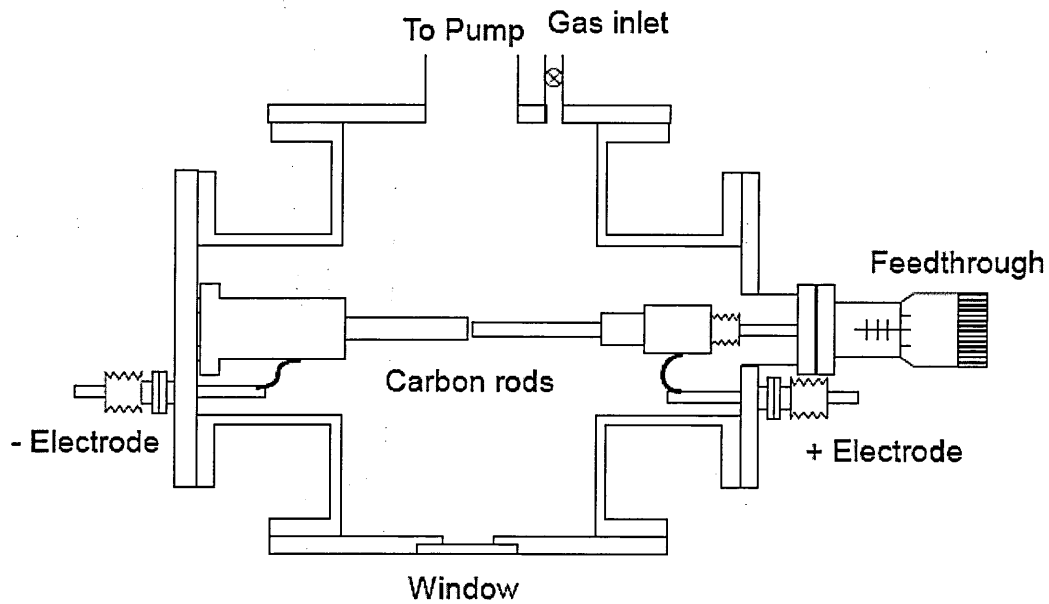 To Pump
Gas inlet
Feedthrough
Carbon rods
- Electrode
+ Electrode
Window